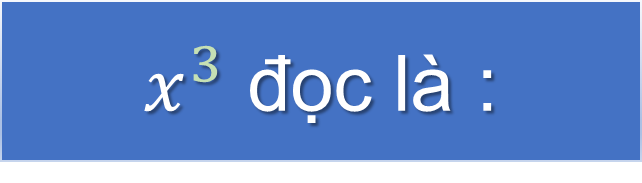 x³ đọc là :